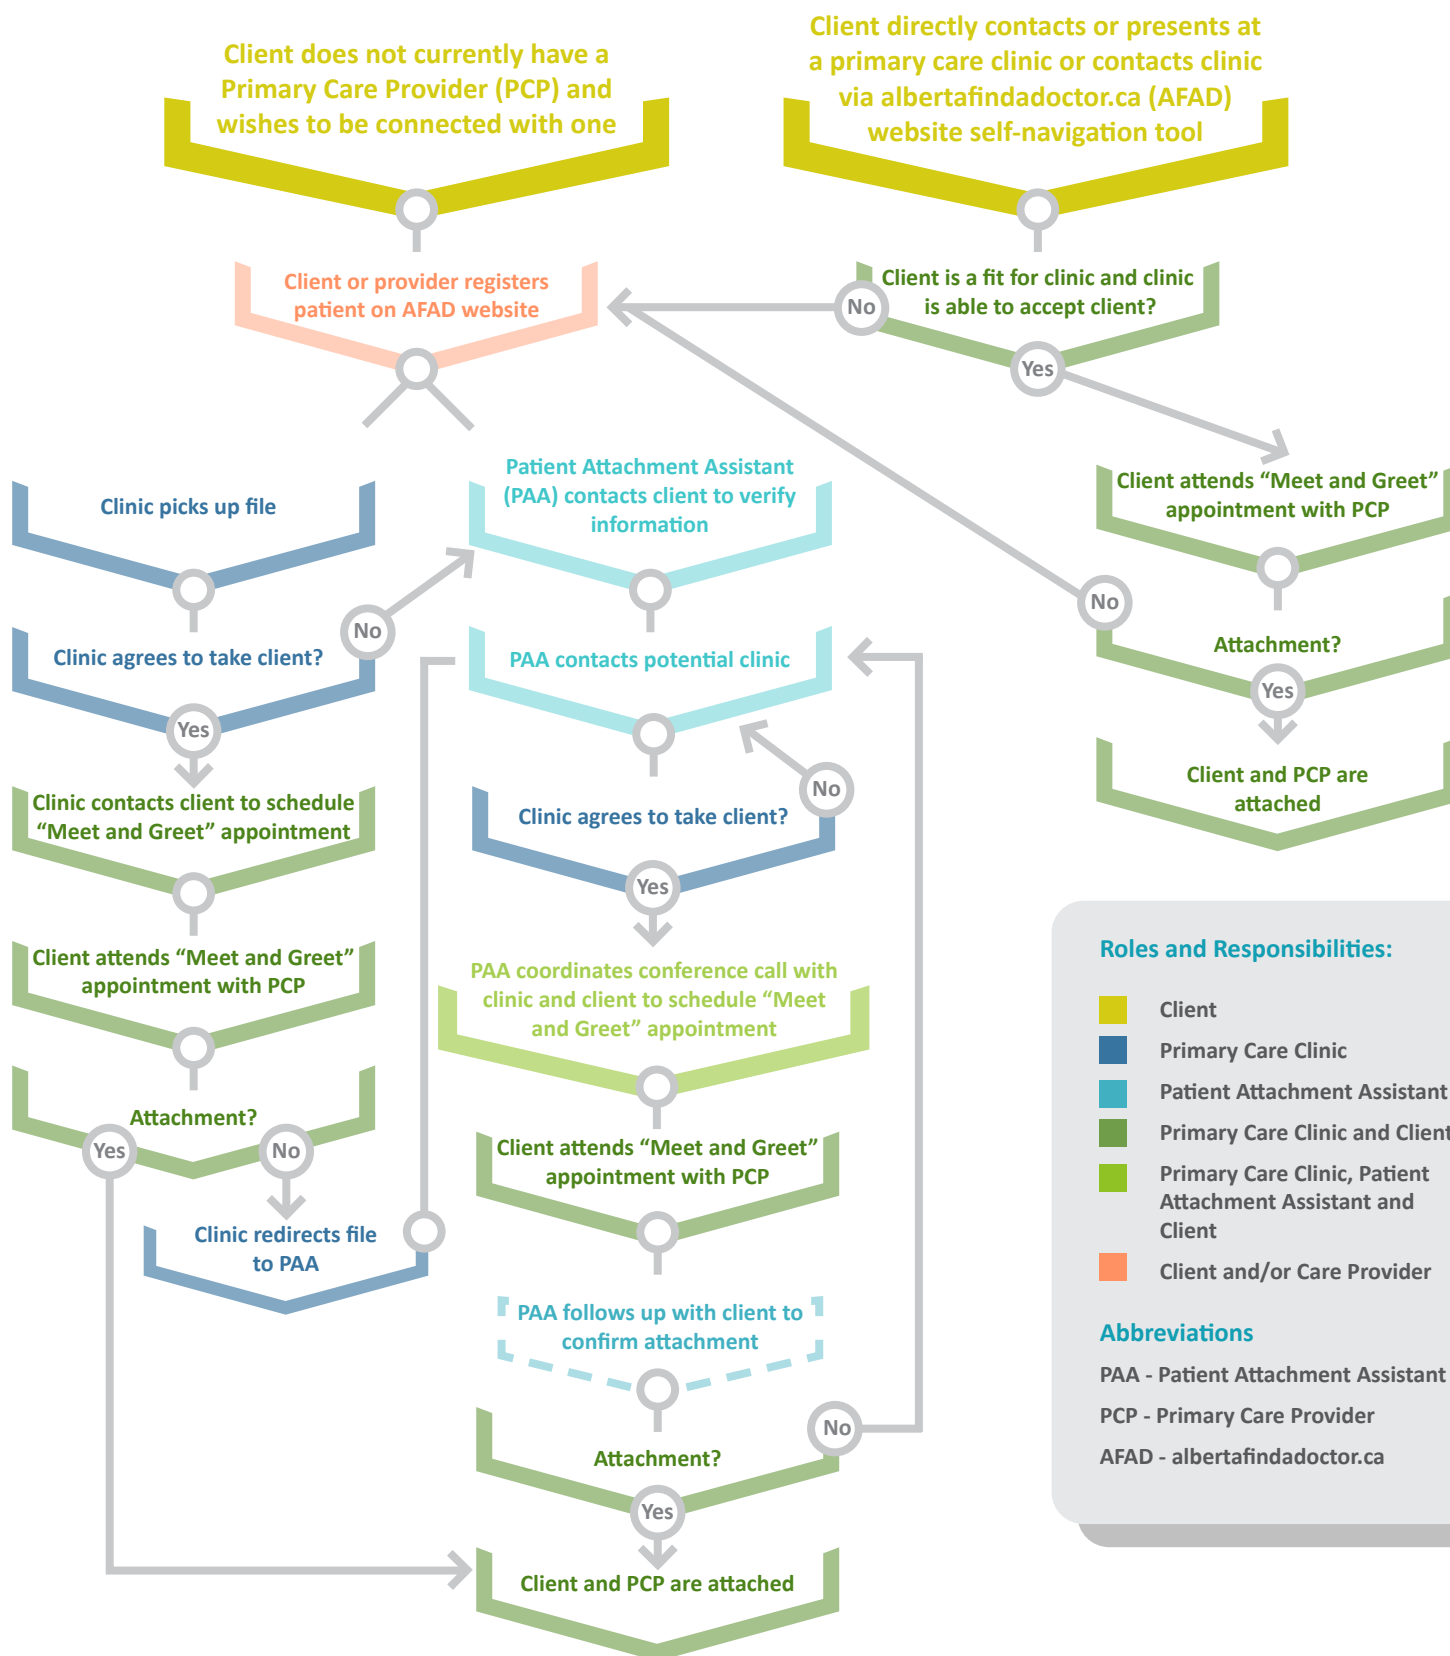 Client does not currently have a
Primary Care Provider (PCP) and
wishes to be connected with one
Client directly contacts or presents at
a primary care clinic or contacts clinic
via albertafindadoctor.ca (AFAD)
website self-navigation tool
Client or provider registers
patient on AFAD website
Client is a fit for clinic and clinic
is able to accept client?
No
Yes
Clinic picks up file
Patient Attachment Assistant
(PAA) contacts client to verify
information
Client attends “Meet and Greet”
appointment with PCP
No
Attachment?
Yes
Client and PCP are
attached
Clinic agrees to take client?
No
Yes
PAA contacts potential clinic
Clinic agrees to take client?
No
Yes
Clinic contacts client to schedule
“Meet and Greet” appointment
Client attends “Meet and Greet”
appointment with PCP
Attachment?
Yes
No
Clinic redirects file
to PAA
PAA coordinates conference call with
clinic and client to schedule “Meet
and Greet” appointment
Client attends “Meet and Greet”
appointment with PCP
PAA follows up with client to
confirm attachment
Attachment?
No
Yes
Client and PCP are attached
Roles and Responsibilities:
Client
Primary Care Clinic
Patient Attachment Assistant
Primary Care Clinic and Client
Primary Care Clinic, Patient
Attachment Assistant and
Client
Client and/or Care Provider
Abbreviations
PAA - Patient Attachment Assistant
PCP - Primary Care Provider
AFAD - albertafindadoctor.ca